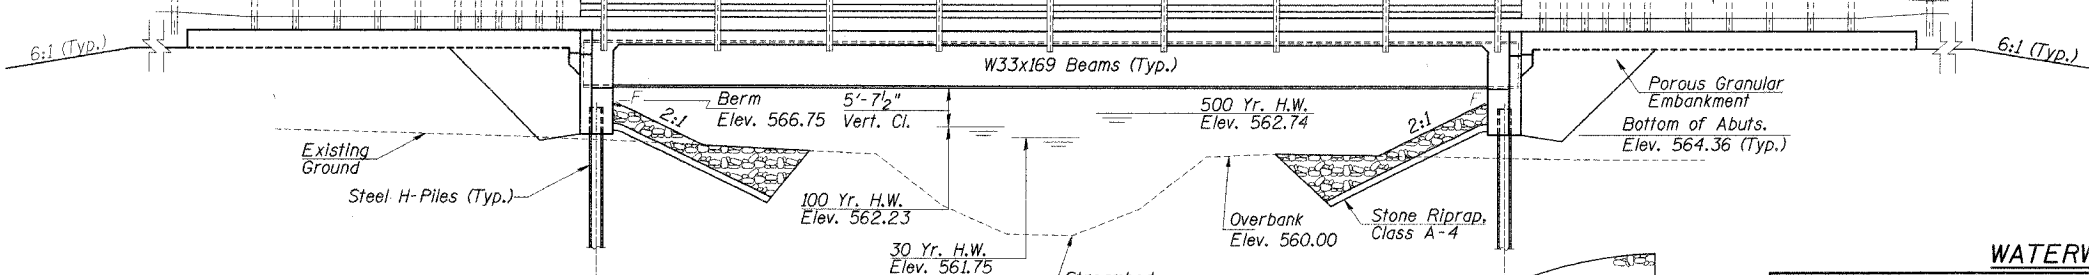 6:1 (Typ.)
6:1 (Typ.)
W33x169 Beams (Typ.)
Berm
Elev. 566.75
5'-7 1/2"
Vert. Cl.
500 Yr. H.W.
Elev. 562.74
Porous Granular
Embankment
2:1
2:1
Bottom of Abuts.
Elev. 564.36 (Typ.)
Existing
Ground
Steel H-Piles (Typ.)
100 Yr. H.W.
Elev. 562.23
Overbank
Elev. 560.00
Stone Riprap,
Class A-4
30 Yr. H.W.
Elev. 561.75